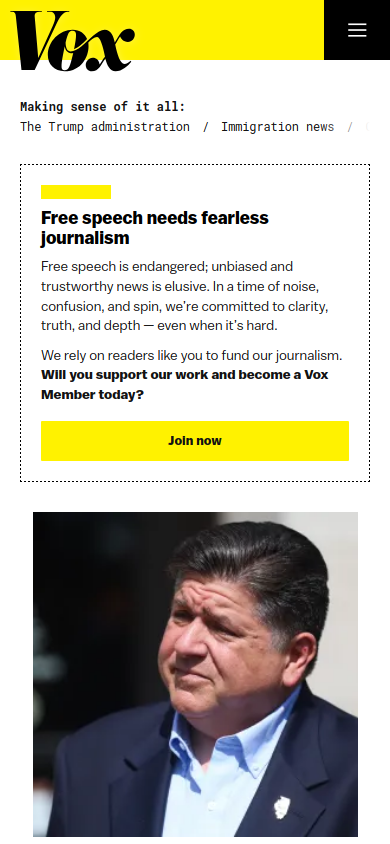 Vox
Making sense of it all:
The Trump administration / Immigration news /
Free speech needs fearless
journalism
Free speech is endangered; unbiased and
trustworthy news is elusive. In a time of noise,
confusion, and spin, we’re committed to clarity,
truth, and depth — even when it’s hard.
We rely on readers like you to fund our journalism.
Will you support our work and become a Vox
Member today?
Join now